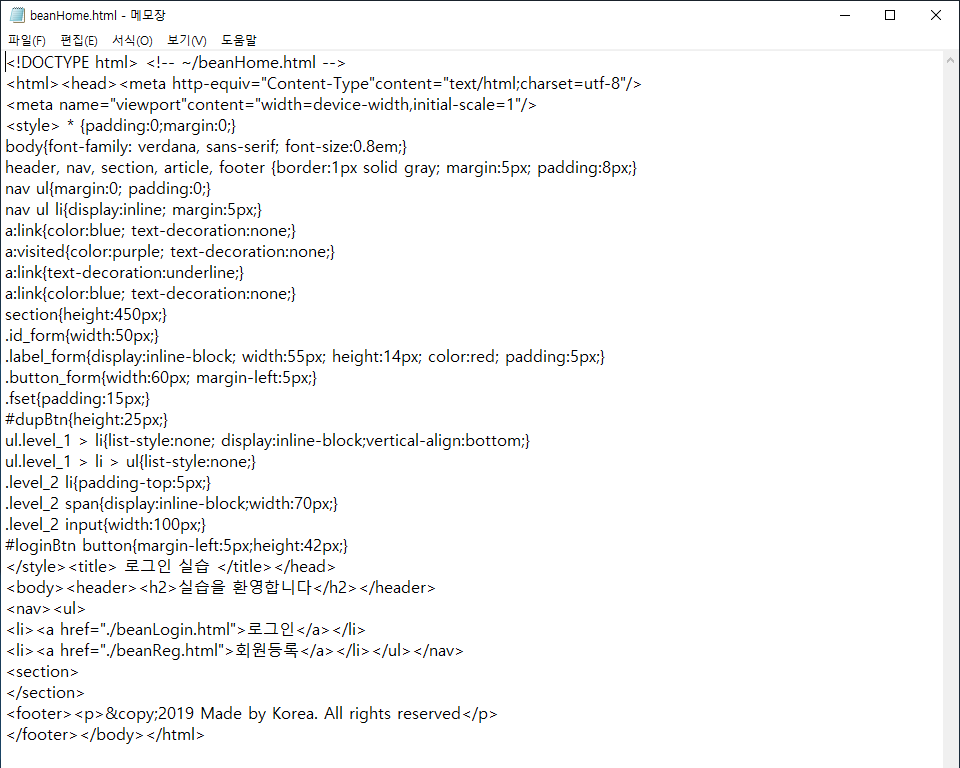 beanHome.html - 메모장
파일(F) 편집(E) 서식(O) 보기(V) 도움말
<!DOCTYPE html> <!-- ~/beanHome.html -->
<html><head><meta http-equiv="Content-Type"content="text/html;charset=utf-8"/>
<meta name="viewport"content="width=device-width,initial-scale=1"/>
<style> * {padding:0;margin:0;}
body{font-family: verdana, sans-serif; font-size:0.8em;}
header, nav, section, article, footer {border:1px solid gray; margin:5px; padding:8px;}
nav ul{margin:0; padding:0;}
nav ul li{display:inline; margin:5px;}
a:link{color:blue; text-decoration:none;}
a:visited{color:purple; text-decoration:none;}
a:link{text-decoration:underline;}
a:link{color:blue; text-decoration:none;}
section{height:450px;}
.id_form{width:50px;}
.label_form{display:inline-block; width:55px; height:14px; color:red; padding:5px;}
.button_form{width:60px; margin-left:5px;}
.fset{padding:15px;}
#dupBtn{height:25px;}
ul.level_1 > li{list-style:none; display:inline-block;vertical-align:bottom;}
ul.level_1 > li > ul{list-style:none;}
.level_2 li{padding-top:5px;}
.level_2 span{display:inline-block;width:70px;}
.level_2 input{width:100px;}
#loginBtn button{margin-left:5px;height:42px;}
</style><title> 로그인 실습 </title></head>
<body><header><h2>실습을 환영합니다</h2></header>
<nav><ul>
<li><a href="./beanLogin.html">로그인</a></li>
<li><a href="./beanReg.html">회원등록</a></li></ul></nav>
<section>
</section>
<footer><p>&copy;2019 Made by Korea. All rights reserved</p>
</footer></body></html>